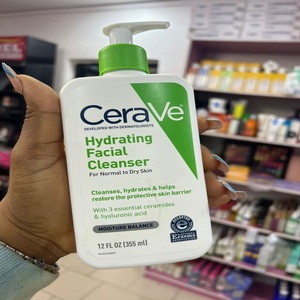 CeraVe
DEVELOPED WITH DERMATOLOGISTS
Hydrating
Facial
Cleanser
For Normal to Dry Skin
Cleanses, hydrates & helps
restore the protective skin barrier
With 3 essential ceramides
& hyaluronic acid
MOISTURE BALANCE
12 FL OZ (355 ml)